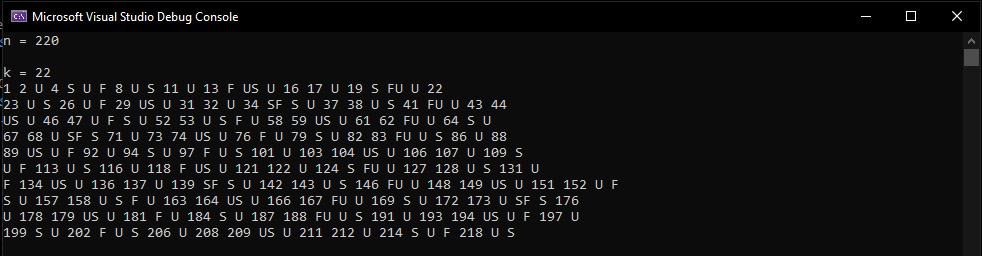 Microsoft Visual Studio Debug Console
n = 220
k = 22
1 2 U 4 S U F 8 U S 11 U 13 F US U 16 17 U 19 S FU U 22
23 U S 26 U F 29 US U 31 32 U 34 SF S U 37 38 U S 41 FU U 43 44
US U 46 47 U F S U 52 53 U S F U 58 59 US U 61 62 FU U 64 S U
67 68 U SF S 71 U 73 74 US U 76 F U 79 S U 82 83 FU U S 86 U 88
89 US U F 92 U 94 S U 97 F U S 101 U 103 104 US U 106 107 U 109 S
U F 113 U S 116 U 118 F US U 121 122 U 124 S FU U 127 128 U S 131 U
F 134 US U 136 137 U 139 SF S U 142 143 U S 146 FU U 148 149 US U 151 152 U F
S U 157 158 U S F U 163 164 US U 166 167 FU U 169 S U 172 173 U SF S 176
U 178 179 US U 181 F U 184 S U 187 188 FU U S 191 U 193 194 US U F 197 U
199 S U 202 F U S 206 U 208 209 US U 211 212 U 214 S U F 218 U S